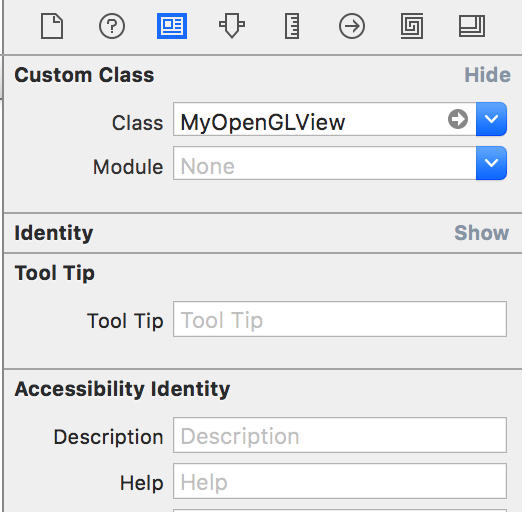 Custom Class Hide
Class MyOpenGLView
Module None
Identity Show
Tool Tip
Tool Tip Tool Tip
Accessibility Identity
Description Description
Help Help